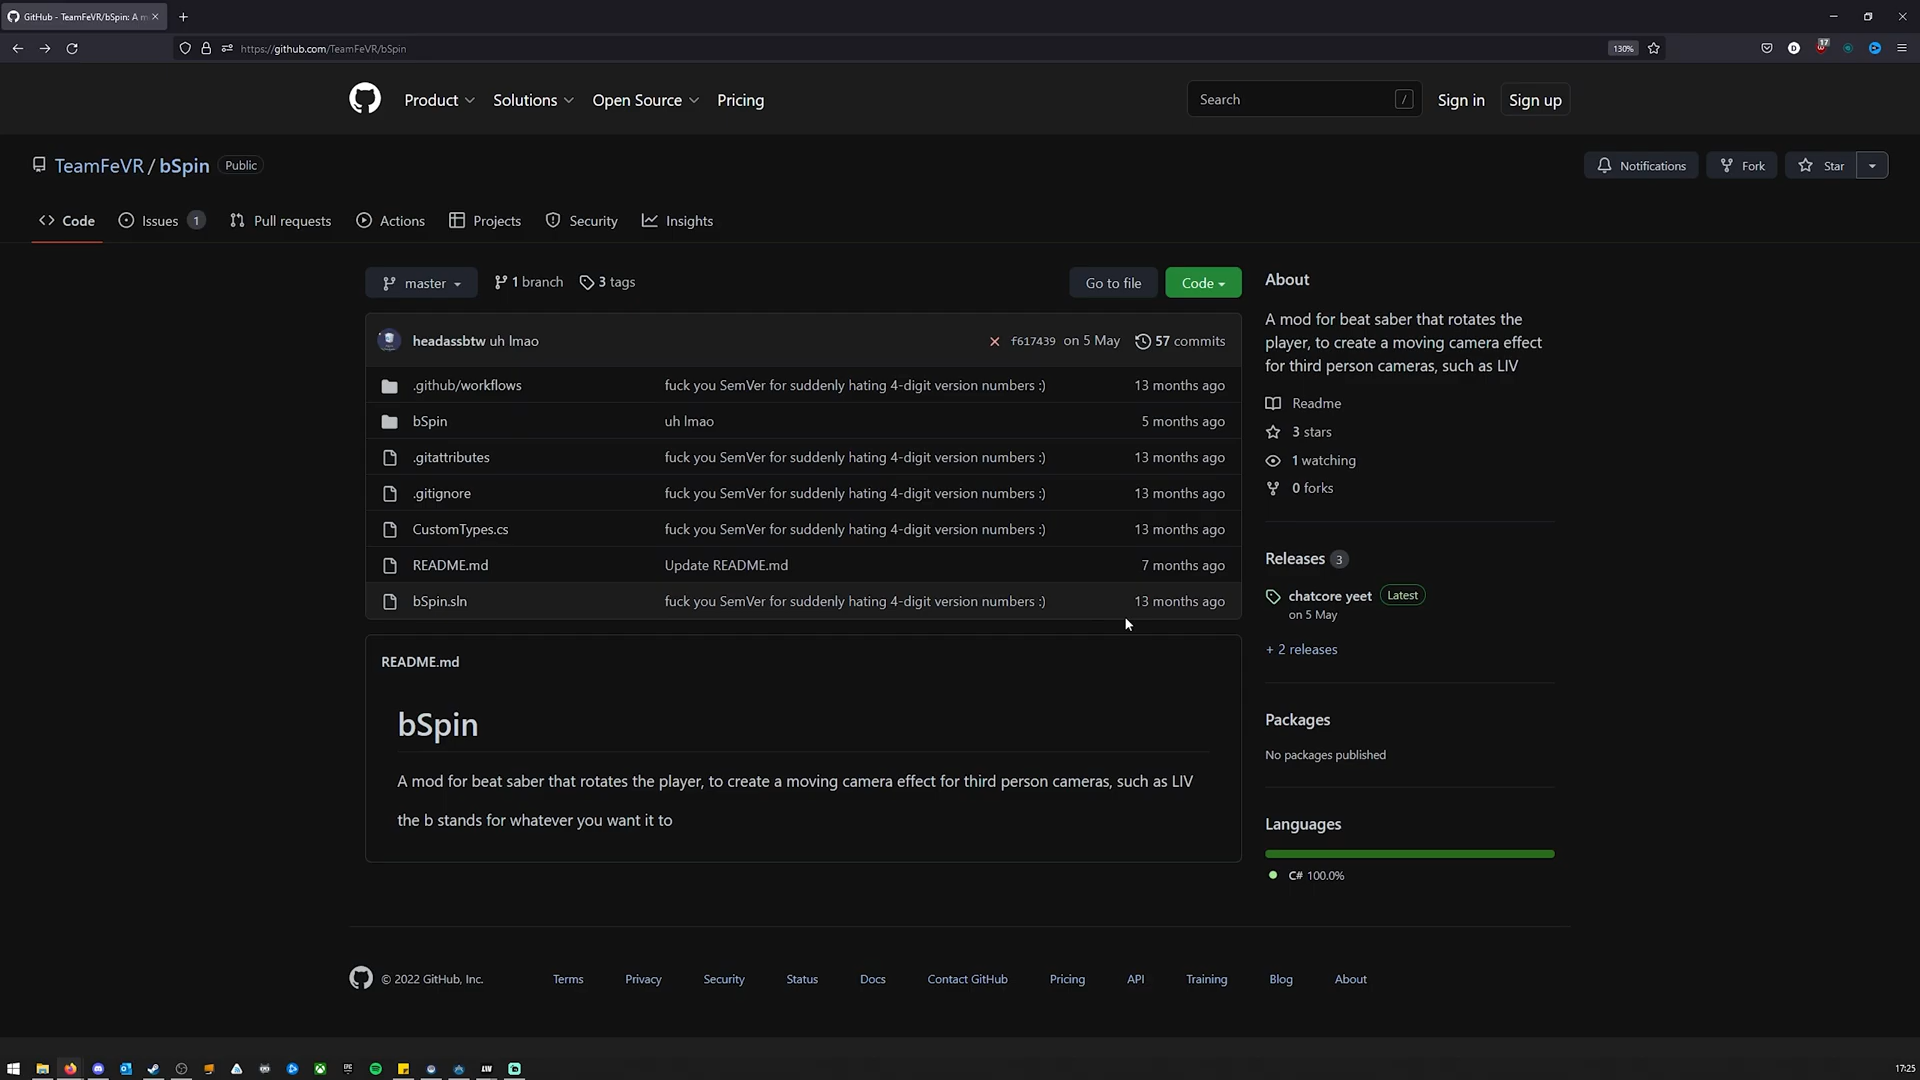 GitHub - TeamFeVR/bSpin: A m
https://github.com/TeamFeVR/bSpin
130%
17
Product
Solutions
Open Source
Pricing
Search
/
Sign in
Sign up
TeamFeVR / bSpin
Public
Notifications
Fork
Star
Code
Issues 1
Pull requests
Actions
Projects
Security
Insights
master
1 branch
3 tags
Go to file
Code
headassbtw uh lmao
f617439 on 5 May
57 commits
.github/workflows
fuck you SemVer for suddenly hating 4-digit version numbers :)
13 months ago
bSpin
uh lmao
5 months ago
.gitattributes
fuck you SemVer for suddenly hating 4-digit version numbers :)
13 months ago
.gitignore
fuck you SemVer for suddenly hating 4-digit version numbers :)
13 months ago
CustomTypes.cs
fuck you SemVer for suddenly hating 4-digit version numbers :)
13 months ago
README.md
Update README.md
7 months ago
bSpin.sln
fuck you SemVer for suddenly hating 4-digit version numbers :)
13 months ago
README.md
bSpin
A mod for beat saber that rotates the player, to create a moving camera effect for third person cameras, such as LIV
the b stands for whatever you want it to
About
A mod for beat saber that rotates the
player, to create a moving camera effect
for third person cameras, such as LIV
Readme
3 stars
1 watching
0 forks
Releases 3
chatcore yeet
Latest
on 5 May
+ 2 releases
Packages
No packages published
Languages
C# 100.0%
© 2022 GitHub, Inc.
Terms
Privacy
Security
Status
Docs
Contact GitHub
Pricing
API
Training
Blog
About
17:25